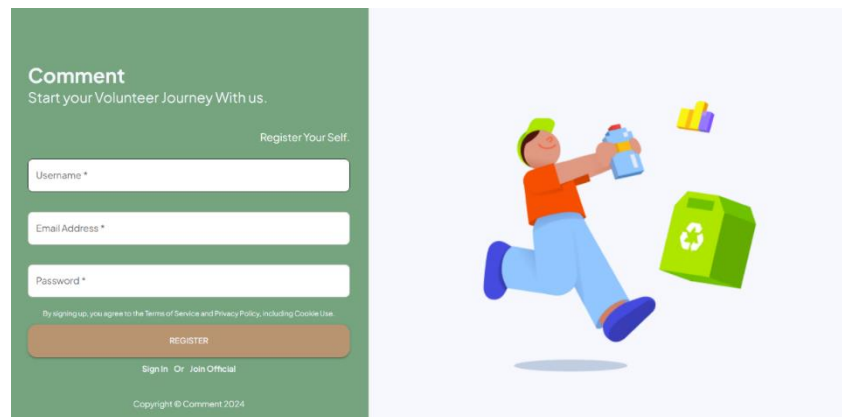 Comment
Start your Volunteer Journey With us.
Register Your Self.
Username *
Email Address *
Password *
By signing up, you agree to the Terms of Service and Privacy Policy, including Cookie Use.
REGISTER
Sign In Or Join Official
Copyright © Comment 2024